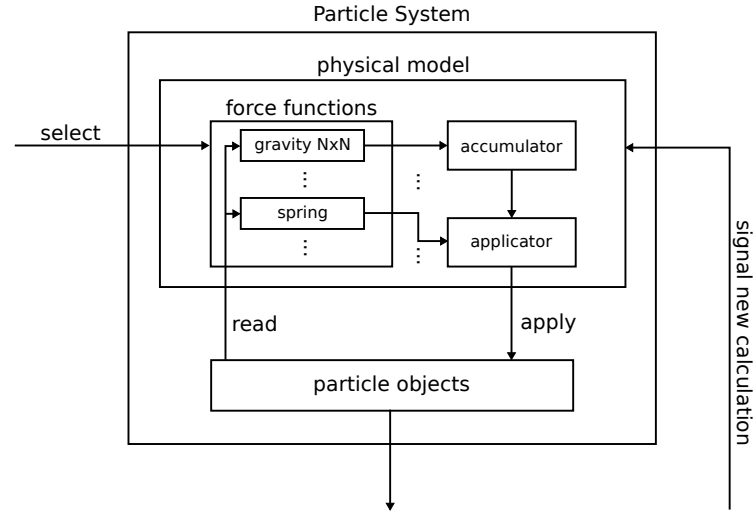 Particle System
physical model
force functions
select
gravity NxN
accumulator
⋮
⋮
spring
applicator
⋮
⋮
signal new calculation
read
apply
particle objects